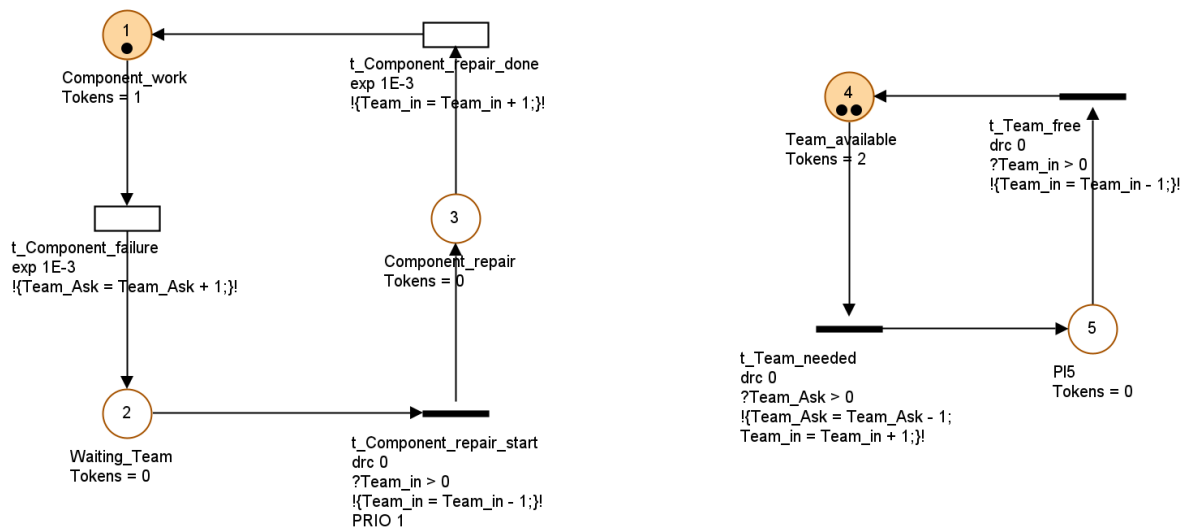 1
Component_work
Tokens = 1
t_Component_repair_done
exp 1E-3
!{Team_in = Team_in + 1;}!
t_Component_failure
exp 1E-3
!{Team_Ask = Team_Ask + 1;}!
3
Component_repair
Tokens = 0
2
Waiting_Team
Tokens = 0
t_Component_repair_start
drc 0
?Team_in > 0
!{Team_in = Team_in - 1;}!
PRIO 1
4
Team_available
Tokens = 2
t_Team_free
drc 0
?Team_in > 0
!{Team_in = Team_in - 1;}!
t_Team_needed
drc 0
?Team_Ask > 0
!{Team_Ask = Team_Ask - 1;
Team_in = Team_in + 1;}!
5
Pl5
Tokens = 0